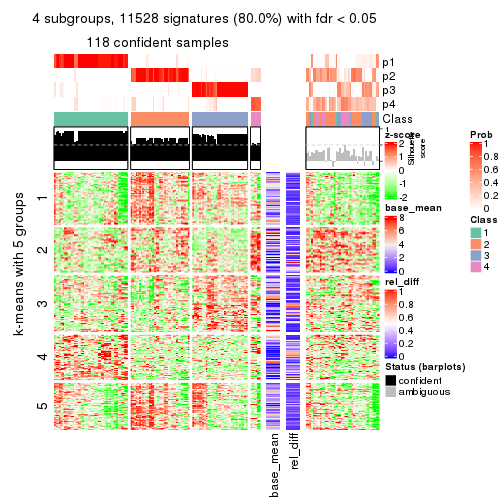 4 subgroups, 11528 signatures (80.0%) with fdr < 0.05
118 confident samples
p1
p2
p3
p4
Class
1
Silhouette
score
k-means with 5 groups
1
2
3
4
5
base_mean
rel_diff
z-score
2
1
0
-1
-2
base_mean
8
6
4
2
0
rel_diff
1
0.8
0.6
0.4
0.2
0
Status (barplots)
confident
ambiguous
Prob
1
0.8
0.6
0.4
0.2
0
Class
1
2
3
4